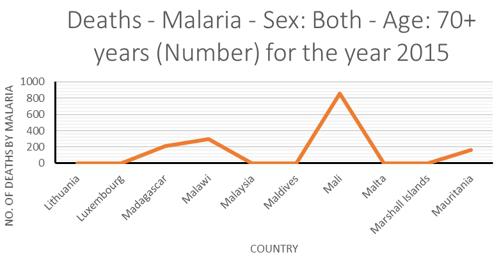 Deaths - Malaria - Sex: Both - Age: 70+
years (Number) for the year 2015
NO. OF DEATHS BY MALARIA
1000
800
600
400
200
0
Lithuania
Luxembourg
Madagascar
Malawi
Malaysia
Maldives
Mali
Malta
Marshall Islands
Mauritania
COUNTRY